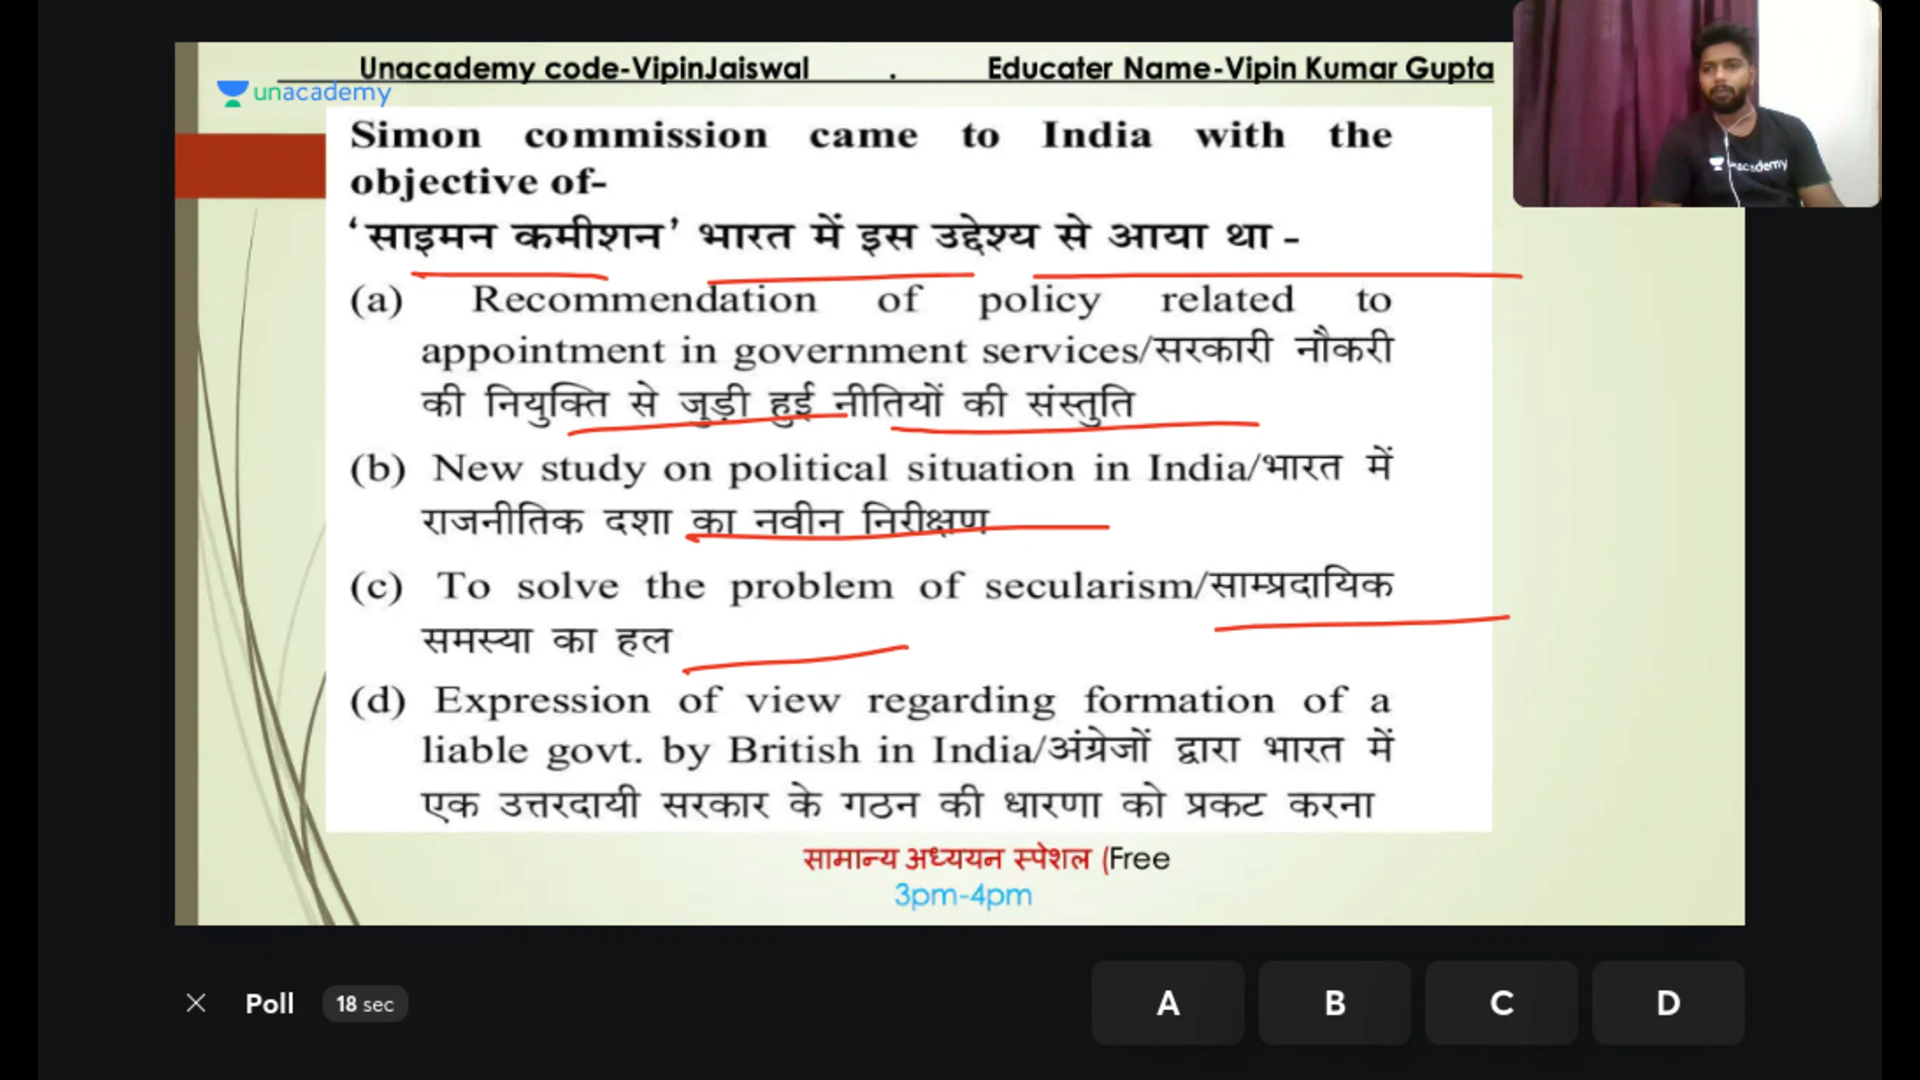 Unacademy code-VipinJaiswal . Educater Name-Vipin Kumar Gupta
unacademy
Simon commission came to India with the
objective of-
‘साइमन कमीशन’ भारत में इस उद्देश्य से आया था -
(a) Recommendation of policy related to
appointment in government services/सरकारी नौकरी
की नियुक्ति से जुड़ी हुई नीतियों की संस्तुति
(b) New study on political situation in India/भारत में
राजनीतिक दशा का नवीन निरीक्षण
(c) To solve the problem of secularism/साम्प्रदायिक
समस्या का हल
(d) Expression of view regarding formation of a
liable govt. by British in India/अंग्रेजों द्वारा भारत में
एक उत्तरदायी सरकार के गठन की धारणा को प्रकट करना
सामान्य अध्ययन स्पेशल (Free
3pm-4pm
unacademy
Poll 18 sec A B C D